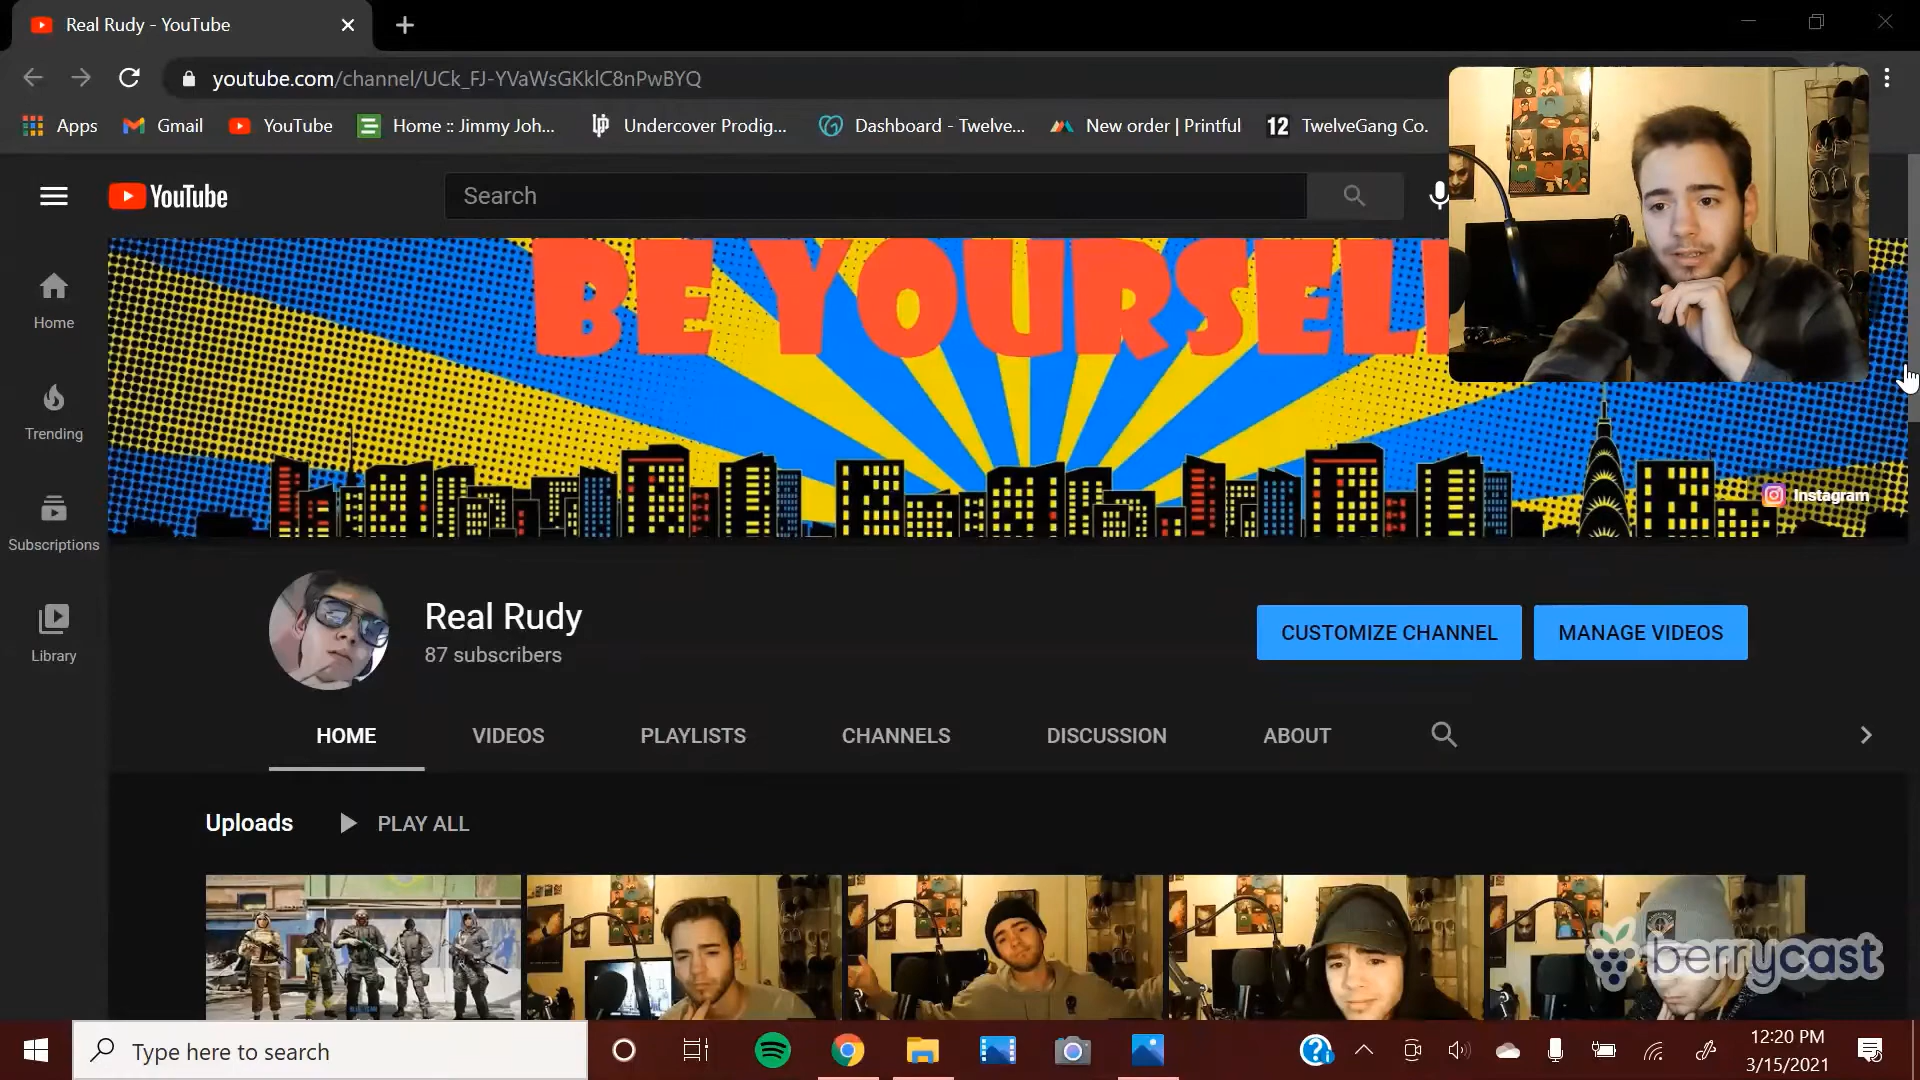 Real Rudy - YouTube
youtube.com/channel/UCk_FJ-YVaWsGKklC8nPwBYQ
Apps
Gmail
YouTube
Home :: Jimmy Joh...
Undercover Prodig...
Dashboard - Twelve...
New order | Printful
12 TwelveGang Co.
YouTube
Search
BE YOURSEL
Home
Trending
Subscriptions
Library
Instagram
Real Rudy
87 subscribers
CUSTOMIZE CHANNEL
MANAGE VIDEOS
HOME
VIDEOS
PLAYLISTS
CHANNELS
DISCUSSION
ABOUT
Uploads
PLAY ALL
berrycast
Type here to search
12:20 PM
3/15/2021